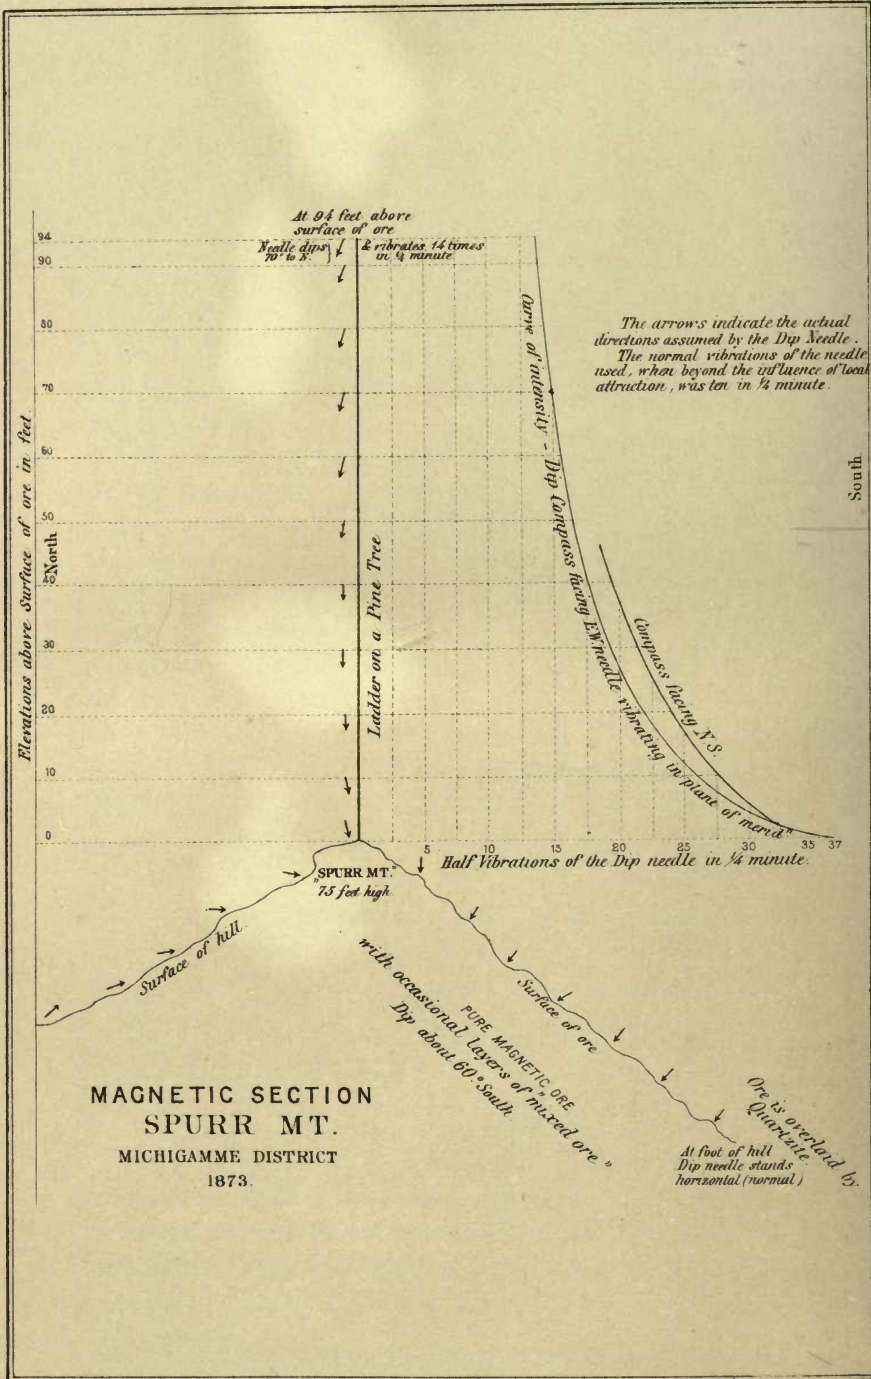 At 94 feet above
surface of ore
Needle dips
70° to N.
& vibrates 14 times
in ¼ minute
94
90
80
70
60
50
40
30
20
10
0
Elevations above Surface of ore in feet
North
Ladder on a Pine Tree
Curve of intensity - Dip Compass facing E.W. needle vibrating in plane of merid"
Compass facing N.S.
The arrows indicate the actual
directions assumed by the Dip Needle.
The normal vibrations of the needle
used, when beyond the influence of local
attraction, was ten in ¼ minute.
South
5 10 15 20 25 30 35 37
Half Vibrations of the Dip needle in ¼ minute.
"SPURR MT."
75 feet high
Surface of hill
Surface of ore
PURE MAGNETIC ORE
with occasional layers of "mixed ore"
Dip about 60° South
Ore is overlaid by
Quartzite
At foot of hill
Dip needle stands
horizontal (normal)
MAGNETIC SECTION
SPURR MT.
MICHIGAMME DISTRICT
1873.